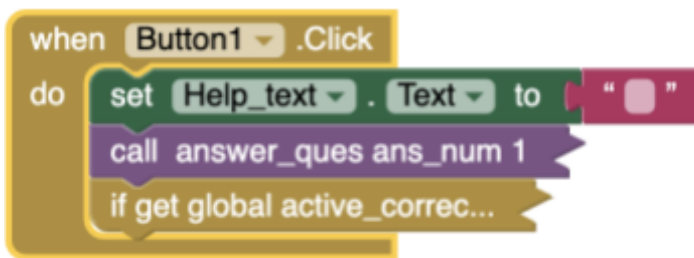 when Button1 .Click
do set Help_text . Text to " "
call answer_ques ans_num 1
if get global active_correc...